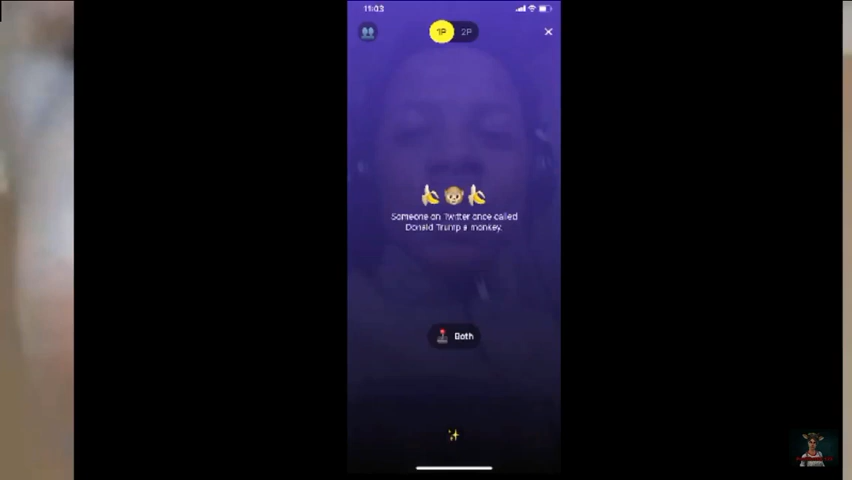 11:03
1P 2P
Someone on Twitter once called
Donald Trump a monkey.
Both